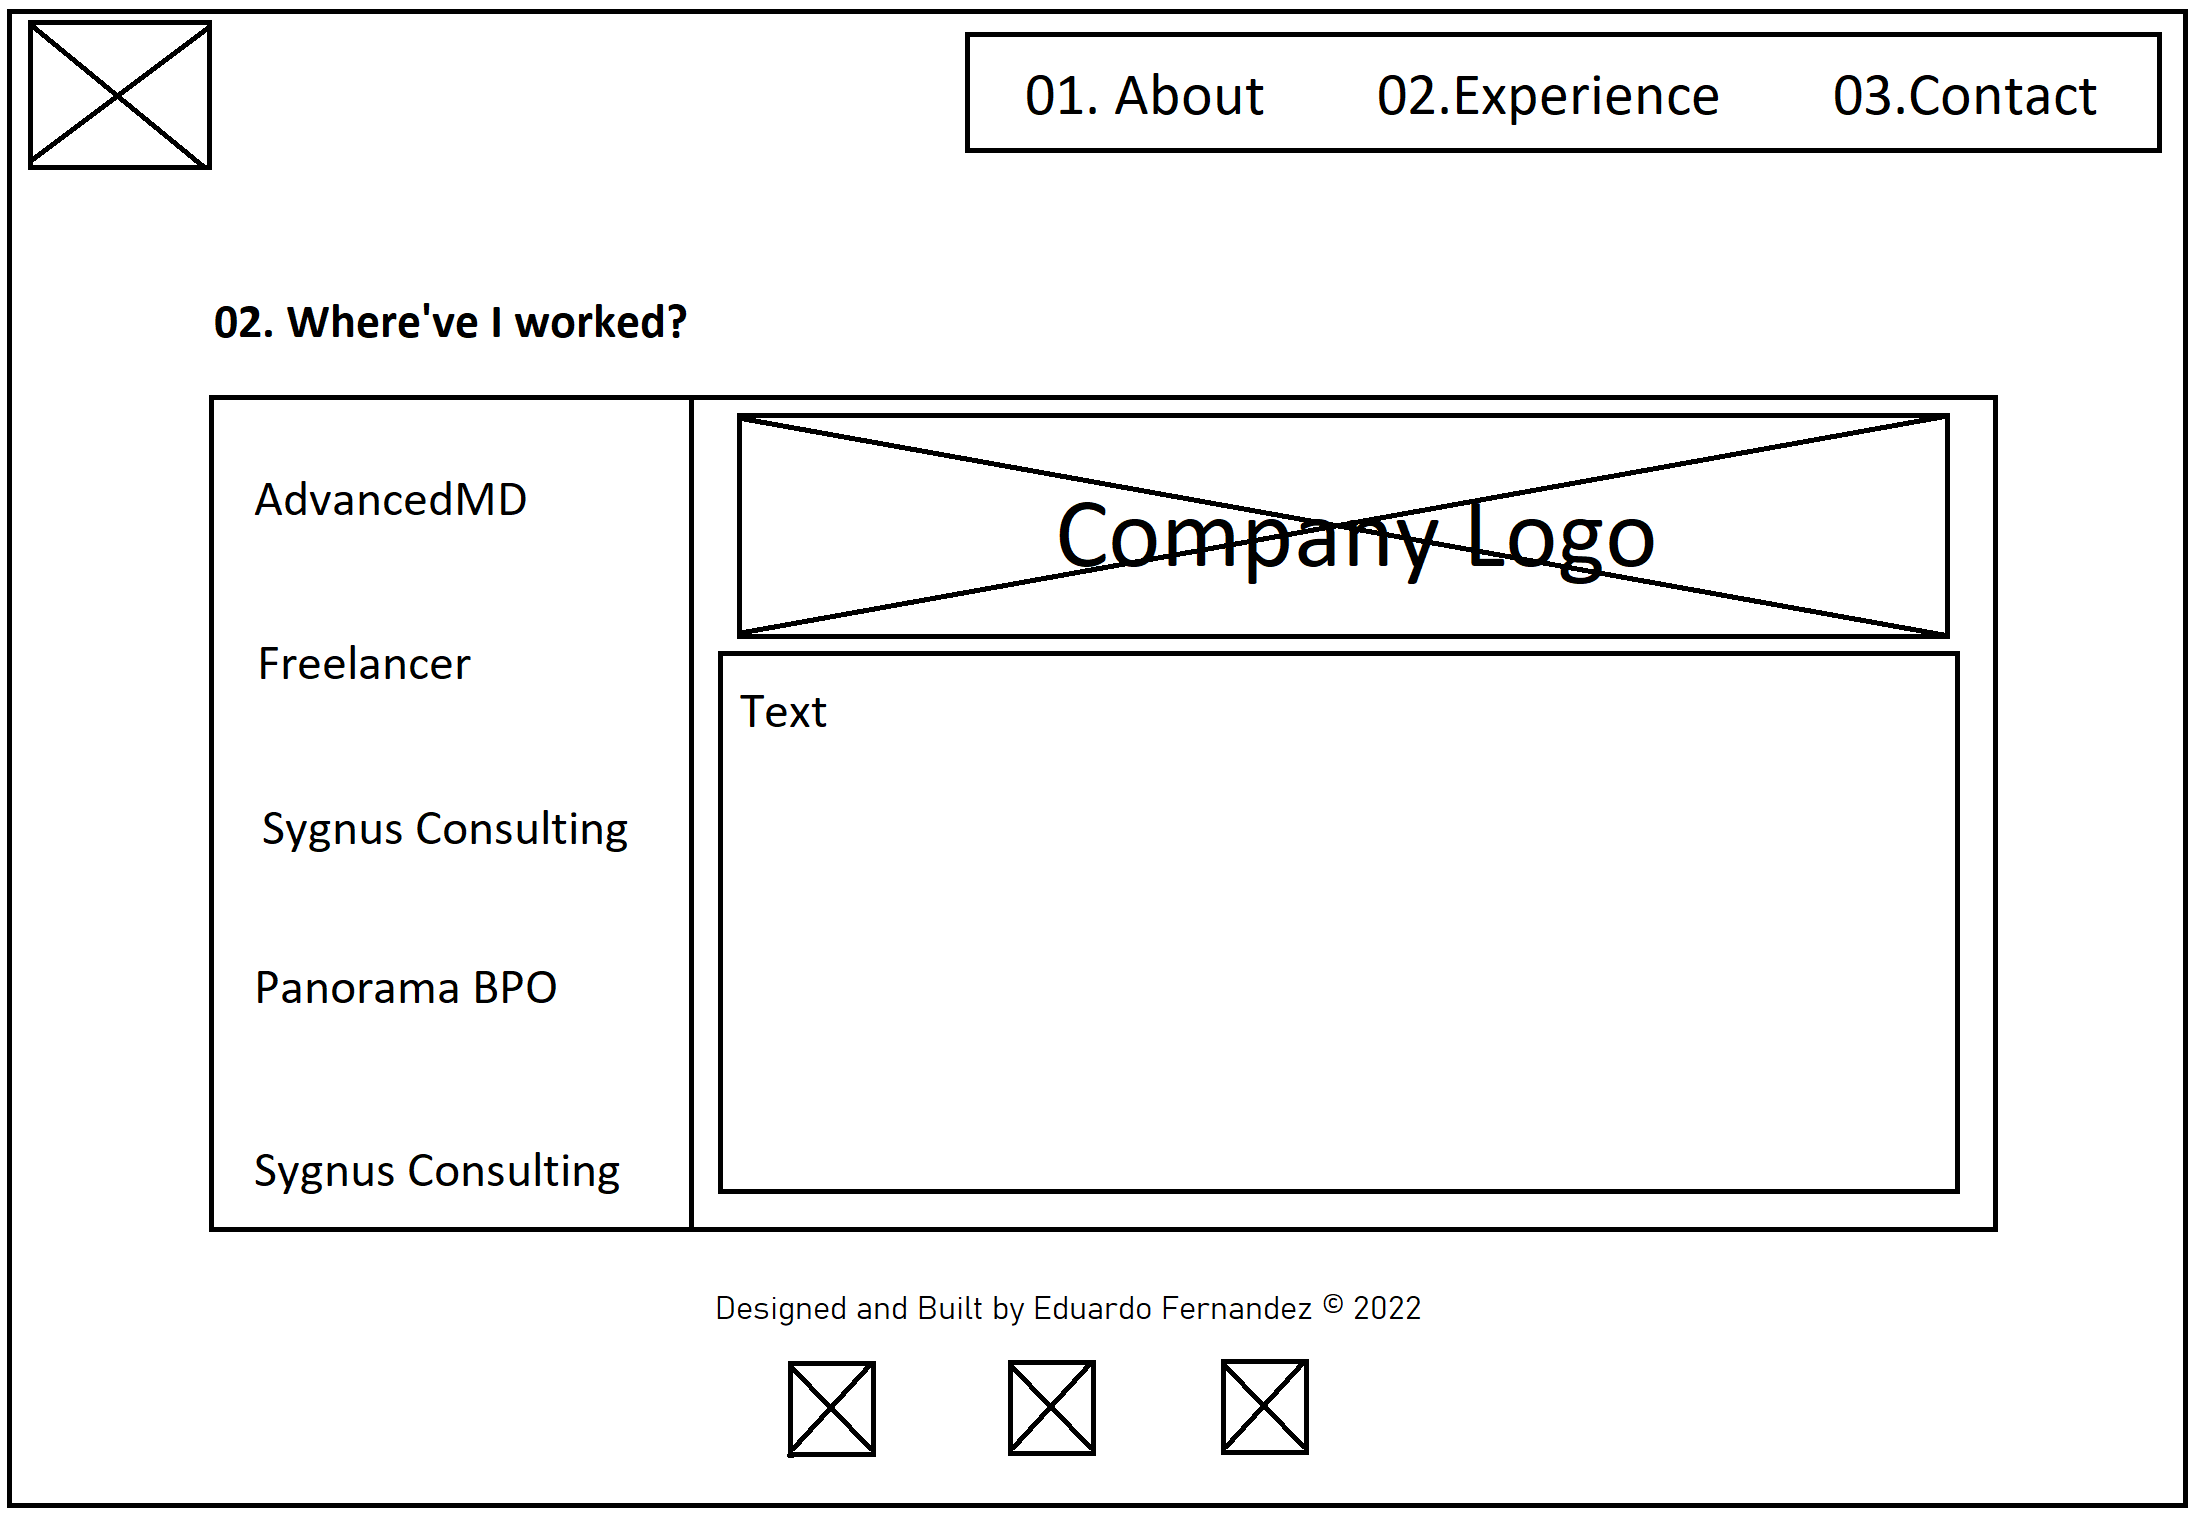 01. About 02.Experience 03.Contact
02. Where've I worked?
AdvancedMD
Freelancer
Sygnus Consulting
Panorama BPO
Sygnus Consulting
Company Logo
Text
Designed and Built by Eduardo Fernandez © 2022